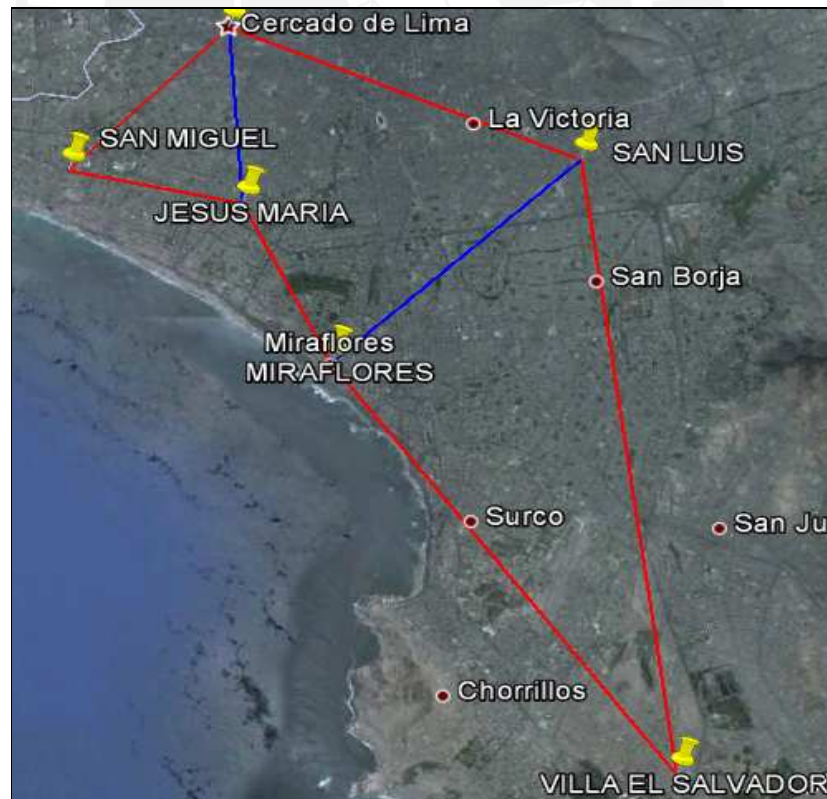 Cercado de Lima
La Victoria
SAN MIGUEL
SAN LUIS
JESUS MARIA
San Borja
Miraflores
MIRAFLORES
Surco
San Ju
Chorrillos
VILLA EL SALVADOR